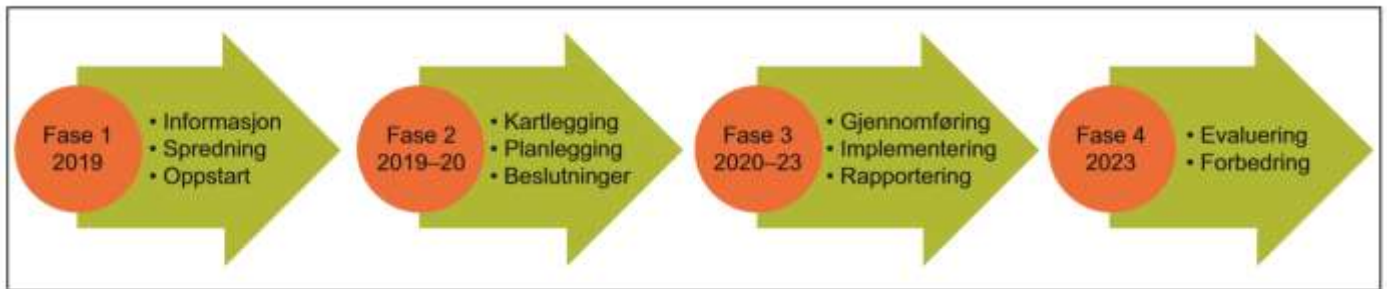 Fase 1
2019
• Informasjon
• Spredning
• Oppstart
Fase 2
2019–20
• Kartlegging
• Planlegging
• Beslutninger
Fase 3
2020–23
• Gjennomføring
• Implementering
• Rapportering
Fase 4
2023
• Evaluering
• Forbedring